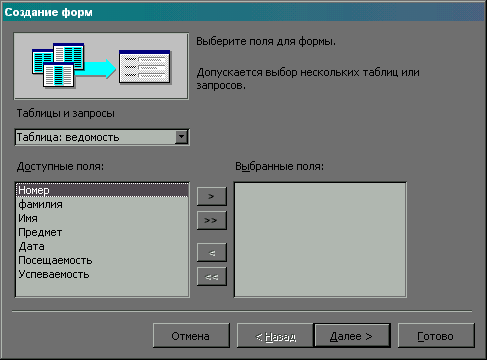 Создание форм
Выберите поля для формы.
Допускается выбор нескольких таблиц или
запросов.
Таблицы и запросы
Таблица: ведомость
Доступные поля:
Выбранные поля:
Номер
фамилия
Имя
Предмет
Дата
Посещаемость
Успеваемость
>
>>
<
<<
Отмена
< Назад
Далее >
Готово